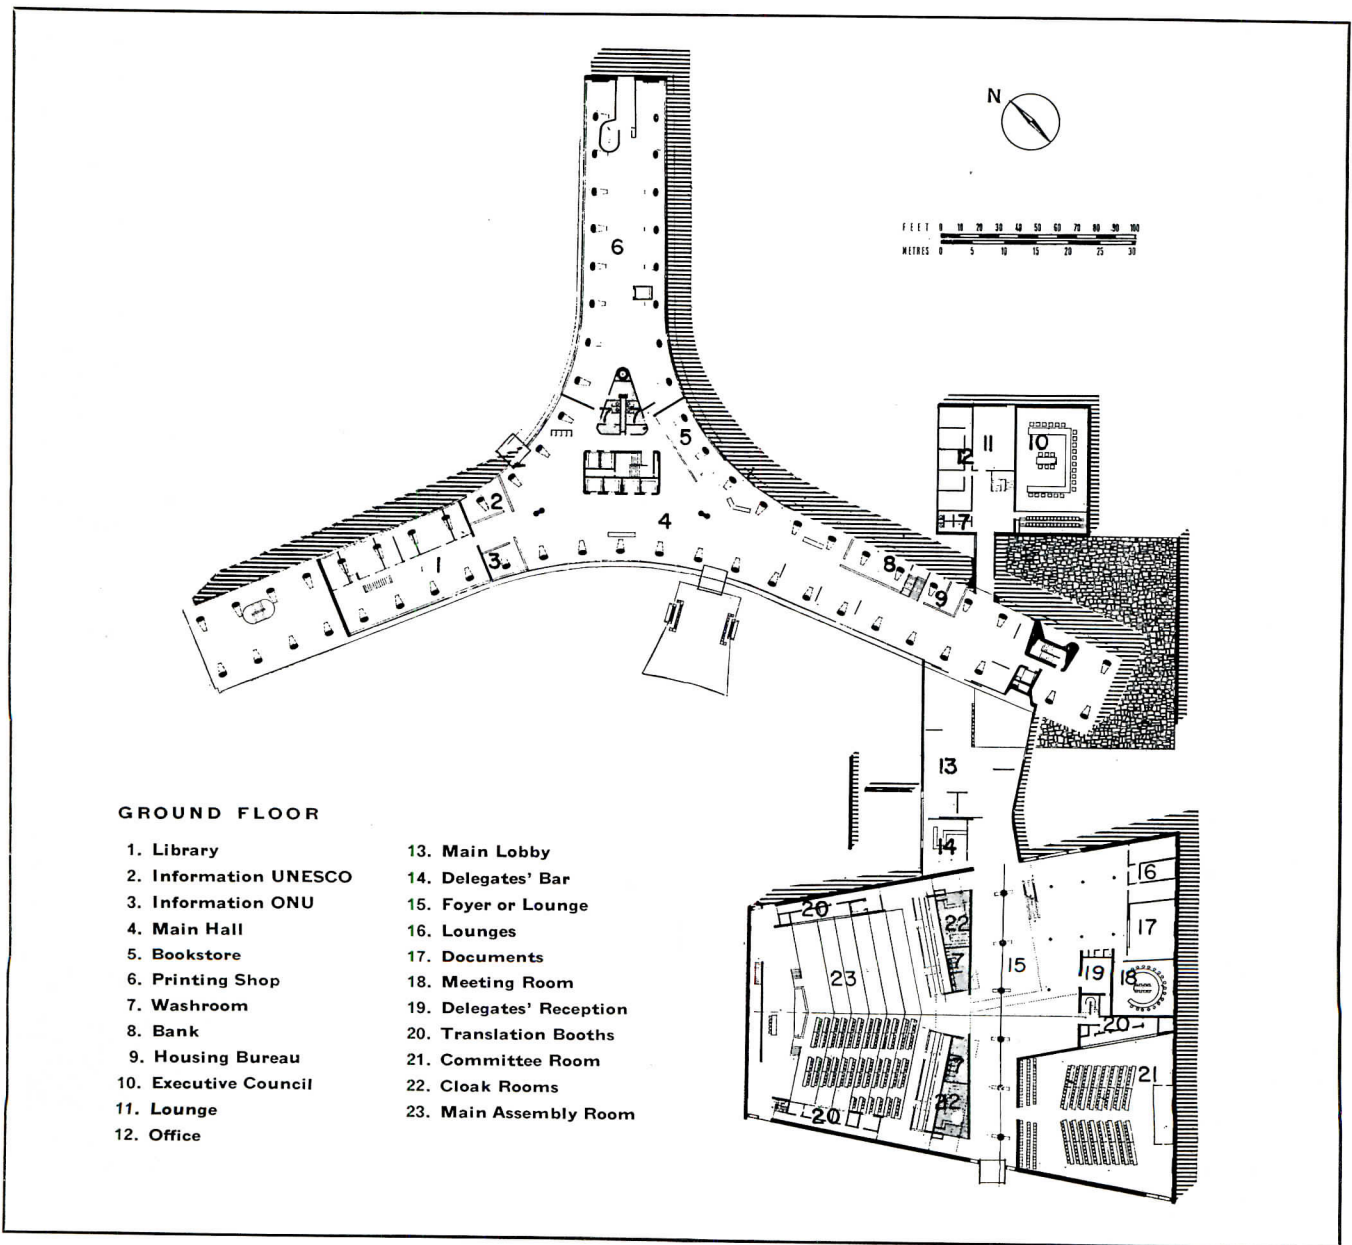 N
FEET 0 10 20 30 40 50 60 70 80 90 100
METRES 0 5 10 15 20 25 30
6
7 7
5
11 10
12
2
4
7
1 3
8
9
13
14
16
20
22
17
7
15
23
19 18
20
7
21
22
20
GROUND FLOOR
1. Library
2. Information UNESCO
3. Information ONU
4. Main Hall
5. Bookstore
6. Printing Shop
7. Washroom
8. Bank
9. Housing Bureau
10. Executive Council
11. Lounge
12. Office
13. Main Lobby
14. Delegates' Bar
15. Foyer or Lounge
16. Lounges
17. Documents
18. Meeting Room
19. Delegates' Reception
20. Translation Booths
21. Committee Room
22. Cloak Rooms
23. Main Assembly Room